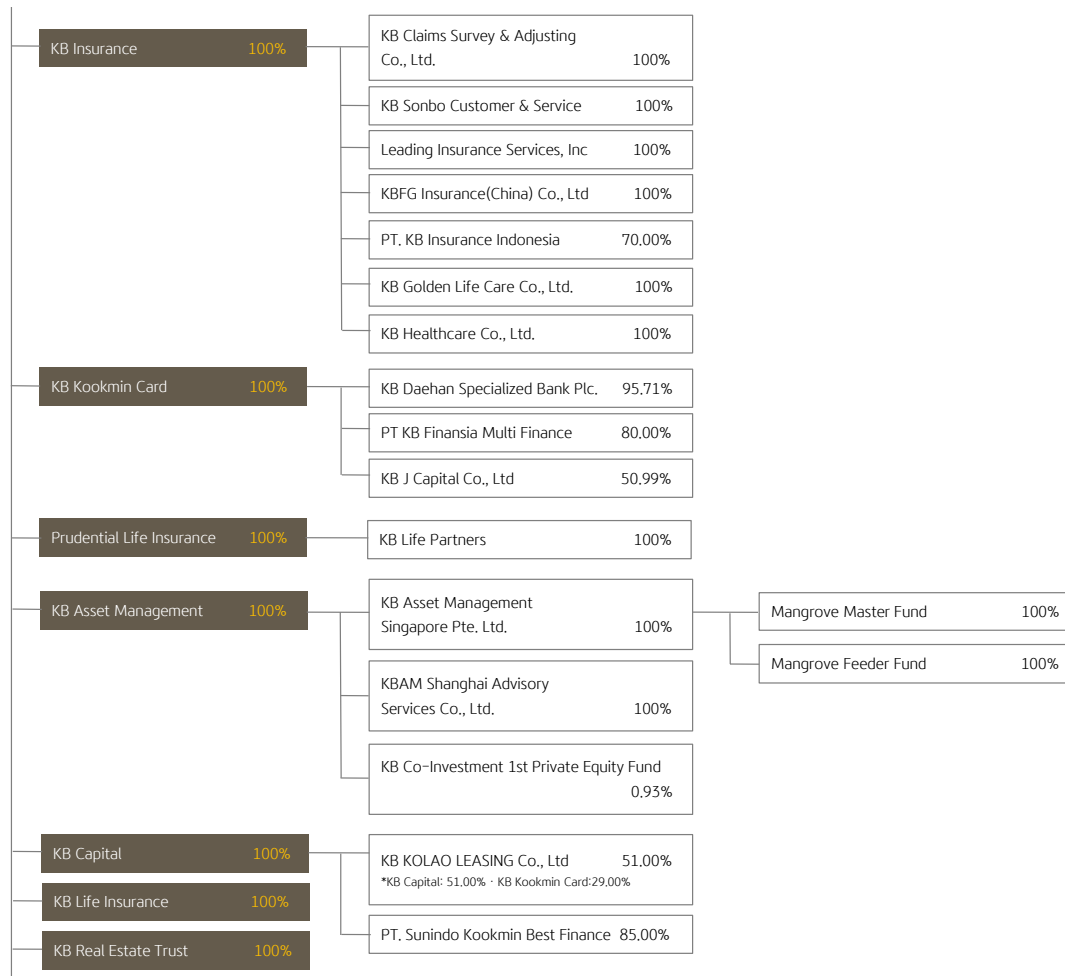 KB Insurance 100%
KB Claims Survey & Adjusting
Co., Ltd. 100%
KB Sonbo Customer & Service 100%
Leading Insurance Services, Inc 100%
KBFG Insurance(China) Co., Ltd 100%
PT. KB Insurance Indonesia 70.00%
KB Golden Life Care Co., Ltd. 100%
KB Healthcare Co., Ltd. 100%
KB Kookmin Card 100%
KB Daehan Specialized Bank Plc. 95.71%
PT KB Finansia Multi Finance 80.00%
KB J Capital Co., Ltd 50.99%
Prudential Life Insurance 100%
KB Life Partners 100%
KB Asset Management 100%
KB Asset Management
Singapore Pte. Ltd. 100%
Mangrove Master Fund 100%
Mangrove Feeder Fund 100%
KBAM Shanghai Advisory
Services Co., Ltd. 100%
KB Co-Investment 1st Private Equity Fund
0.93%
KB Capital 100%
KB KOLAO LEASING Co., Ltd 51.00%
*KB Capital: 51.00% · KB Kookmin Card:29.00%
PT. Sunindo Kookmin Best Finance 85.00%
KB Life Insurance 100%
KB Real Estate Trust 100%